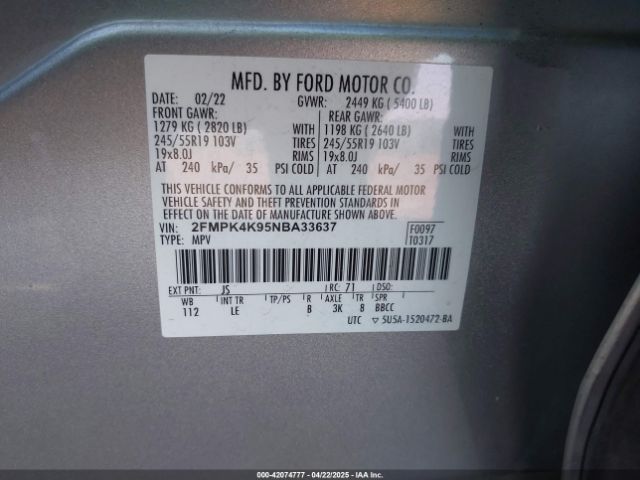 MFD. BY FORD MOTOR CO.
DATE: 02/22 GVWR: 2449 KG ( 5400 LB)
FRONT GAWR: REAR GAWR:
1279 KG ( 2820 LB) WITH 1198 KG ( 2640 LB) WITH
245/55R19 103V TIRES 245/55R19 103V TIRES
19x8.0J RIMS 19x8.0J RIMS
AT 240 kPa/ 35 PSI COLD AT 240 kPa/ 35 PSI COLD
THIS VEHICLE CONFORMS TO ALL APPLICABLE FEDERAL MOTOR
VEHICLE SAFETY AND THEFT PREVENTION STANDARDS IN
EFFECT ON THE DATE OF MANUFACTURE SHOWN ABOVE.
VIN: 2FMPK4K95NBA33637 F0097
TYPE: MPV T0317
EXT PNT: JS RC: 71 DSO:
WB INT TR TP/PS R AXLE TR SPR
112 LE B 3K 8 BBCC
UTC ▽ 5U5A-1520472-BA
000-42074777 - 04/22/2025 - IAAI.COM